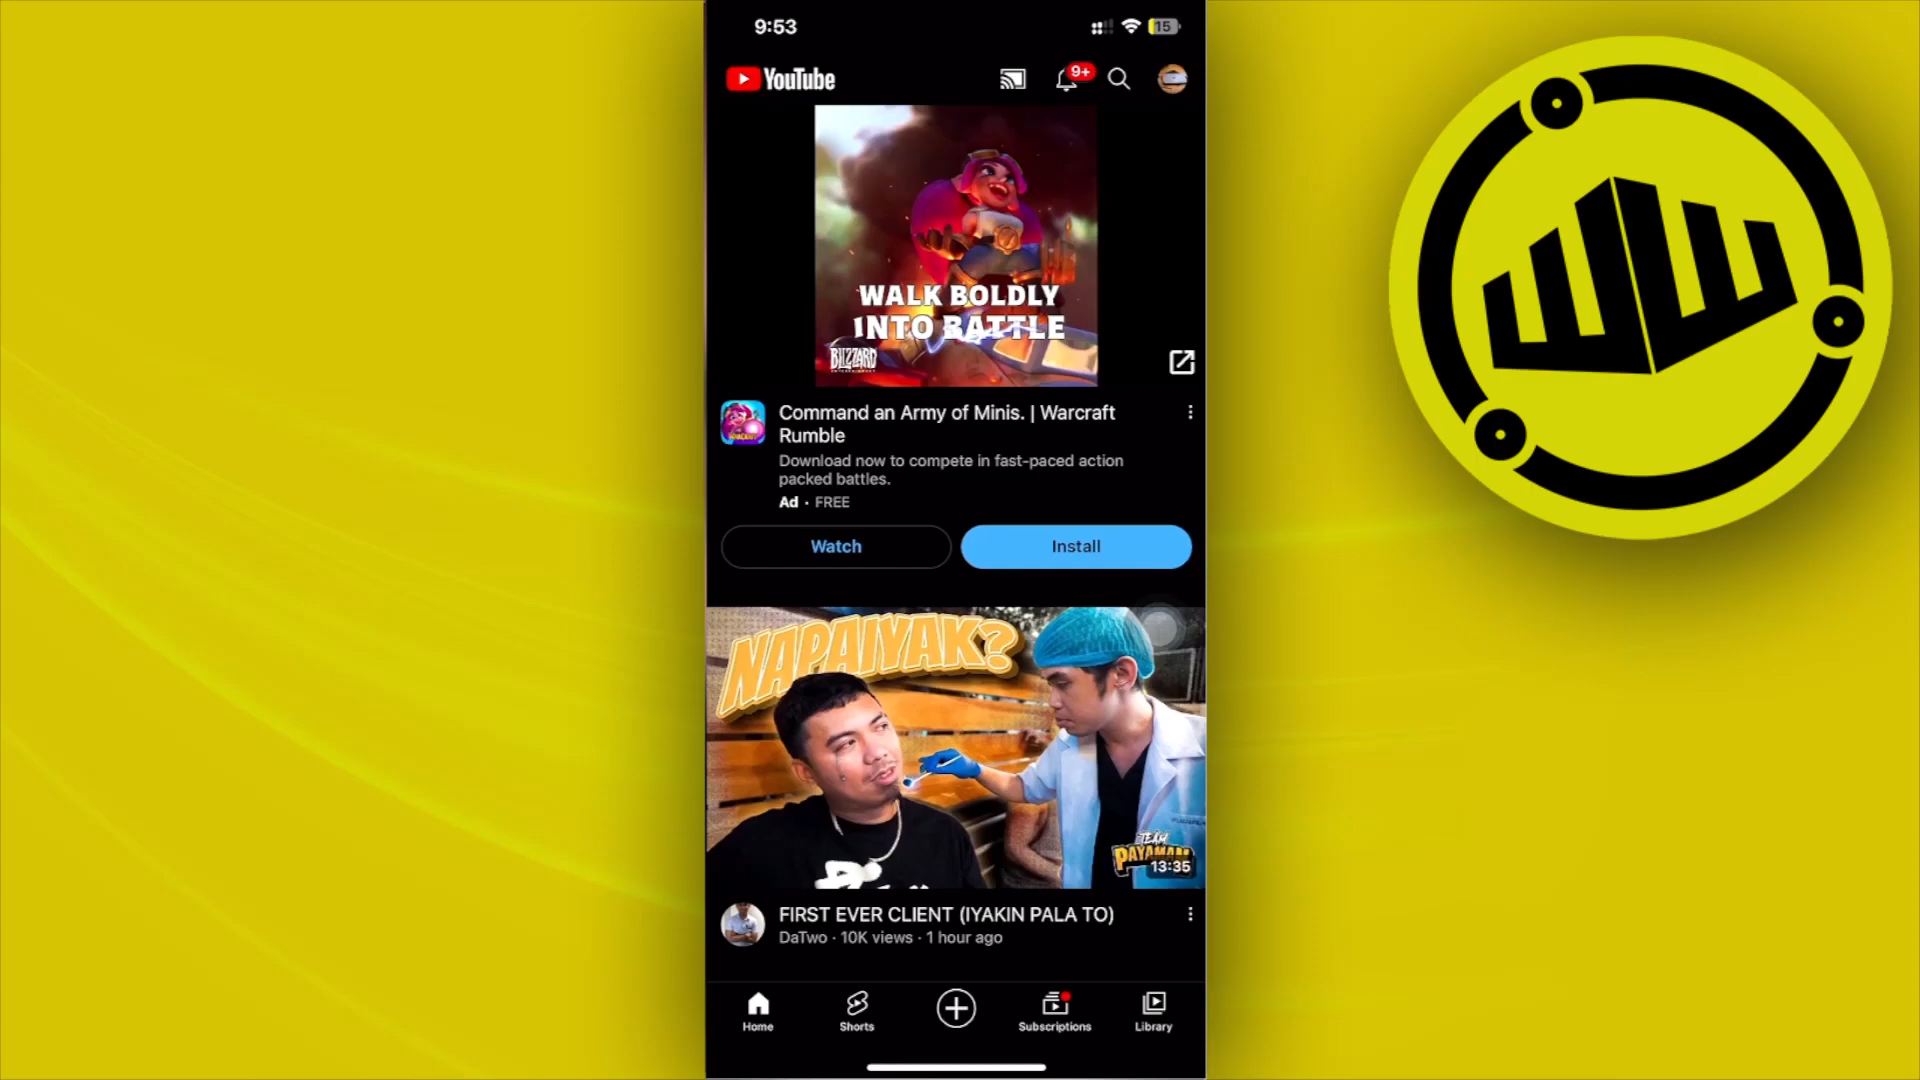 9:53
15
YouTube
9+
WALK BOLDLY
INTO BATTLE
BLIZZARD
ENTERTAINMENT
Command an Army of Minis. | Warcraft
Rumble
Download now to compete in fast-paced action
packed battles.
Ad · FREE
Watch
Install
NAPAIYAK?
TEAM
PAYAMAN
13:35
FIRST EVER CLIENT (IYAKIN PALA TO)
DaTwo · 10K views · 1 hour ago
Home
Shorts
Subscriptions
Library